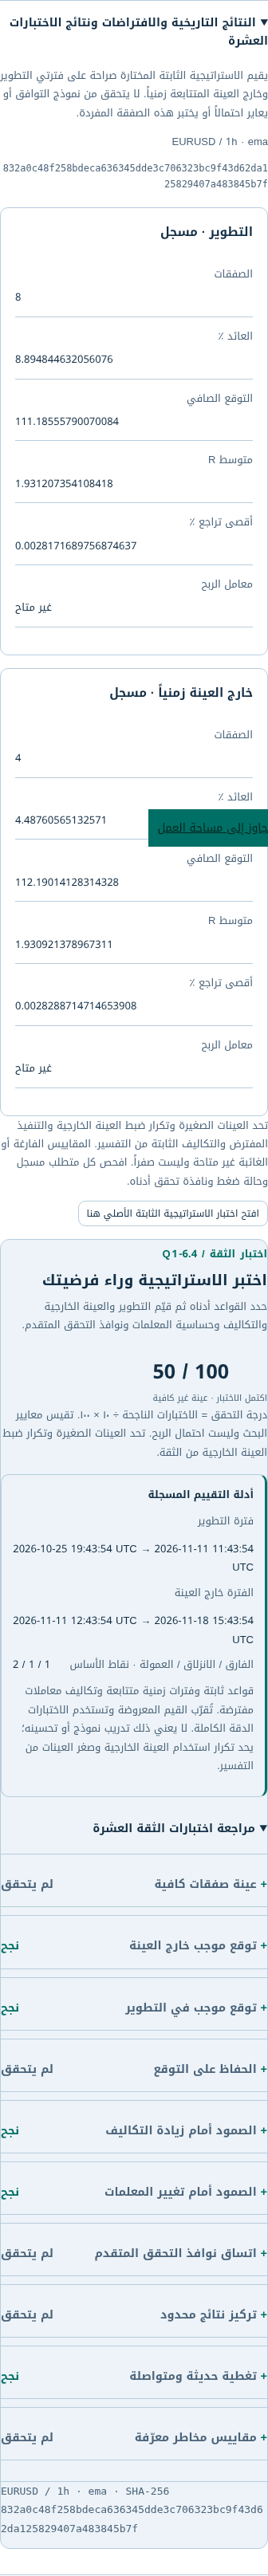 ▼ النتائج التاريخية والافتراضات ونتائج الاختبارات
العشرة
يقيم الاستراتيجية الثابتة المختارة صراحة على فترتي التطوير
وخارج العينة المتتابعة زمنياً. لا يتحقق من نموذج التوافق أو
يعاير احتمالاً أو يختبر هذه الصفقة المفردة.
EURUSD / 1h · ema
832a0c48f258bdeca636345dde3c706323bc9f43d62da1
25829407a483845b7f
التطوير · مسجل
الصفقات
8
العائد ٪
8.894844632056076
التوقع الصافي
111.18555790070084
متوسط R
1.931207354108418
أقصى تراجع ٪
0.0028171689756874637
معامل الربح
غير متاح
خارج العينة زمنياً · مسجل
الصفقات
4
العائد ٪
4.48760565132571
جاوز إلى مساحة العمل
التوقع الصافي
112.19014128314328
متوسط R
1.930921378967311
أقصى تراجع ٪
0.0028288714714653908
معامل الربح
غير متاح
تحد العينات الصغيرة وتكرار ضبط العينة الخارجية والتنفيذ
المفترض والتكاليف الثابتة من التفسير. المقاييس الفارغة أو
الغائبة غير متاحة وليست صفراً. افحص كل متطلب مسجل
وحالة ضغط ونافذة تحقق أدناه.
افتح اختبار الاستراتيجية الثابتة الأصلي هنا
اختبار الثقة / Q1-6.4
اختبر الاستراتيجية وراء فرضيتك
حدد القواعد أدناه ثم قيّم التطوير والعينة الخارجية
والتكاليف وحساسية المعلمات ونوافذ التحقق المتقدم.
50 / 100
اكتمل الاختبار · عينة غير كافية
درجة التحقق = الاختبارات الناجحة ÷ ١٠ × ١٠٠. تقيس معايير
البحث وليست احتمال الربح. تحد العينات الصغيرة وتكرار ضبط
العينة الخارجية من الثقة.
أدلة التقييم المسجلة
فترة التطوير
2026-10-25 19:43:54 UTC → 2026-11-11 11:43:54
UTC
الفترة خارج العينة
2026-11-11 12:43:54 UTC → 2026-11-18 15:43:54
UTC
الفارق / الانزلاق / العمولة · نقاط الأساس 2 / 1 / 1
قواعد ثابتة وفترات زمنية متتابعة وتكاليف معاملات
مفترضة. تُقرّب القيم المعروضة وتستخدم الاختبارات
الدقة الكاملة. لا يعني ذلك تدريب نموذج أو تحسينه؛
يحد تكرار استخدام العينة الخارجية وصغر العينات من
التفسير.
▼ مراجعة اختبارات الثقة العشرة
+ عينة صفقات كافية لم يتحقق
+ توقع موجب خارج العينة نجح
+ توقع موجب في التطوير نجح
+ الحفاظ على التوقع لم يتحقق
+ الصمود أمام زيادة التكاليف نجح
+ الصمود أمام تغيير المعلمات نجح
+ اتساق نوافذ التحقق المتقدم لم يتحقق
+ تركيز نتائج محدود لم يتحقق
+ تغطية حديثة ومتواصلة نجح
+ مقاييس مخاطر معرّفة لم يتحقق
EURUSD / 1h · ema · SHA-256
832a0c48f258bdeca636345dde3c706323bc9f43d6
2da125829407a483845b7f